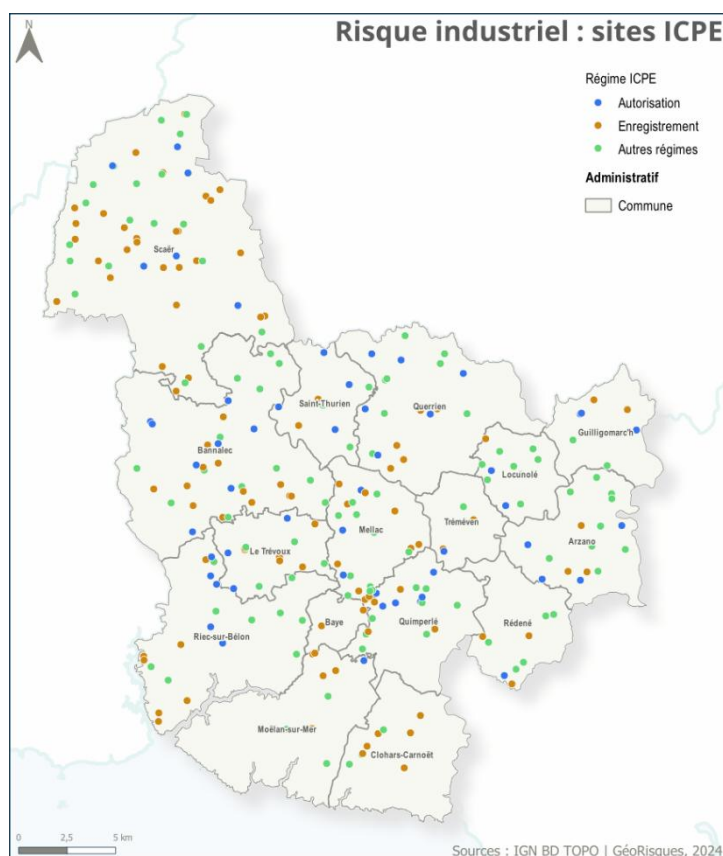 Risque industriel : sites ICPE
N
Régime ICPE
Autorisation
Enregistrement
Autres régimes
Administratif
Commune
Scaër
Saint-Thurien
Querrien
Guilligomarc'h
Bannalec
Locunolé
Mellac
Tréméven
Arzano
Le Trévoux
Baye
Quimperlé
Rédené
Riec-sur-Bélon
Moëlan-sur-Mer
Clohars-Carnoët
0 2,5 5 km
Sources : IGN BD TOPO | GéoRisques, 2024